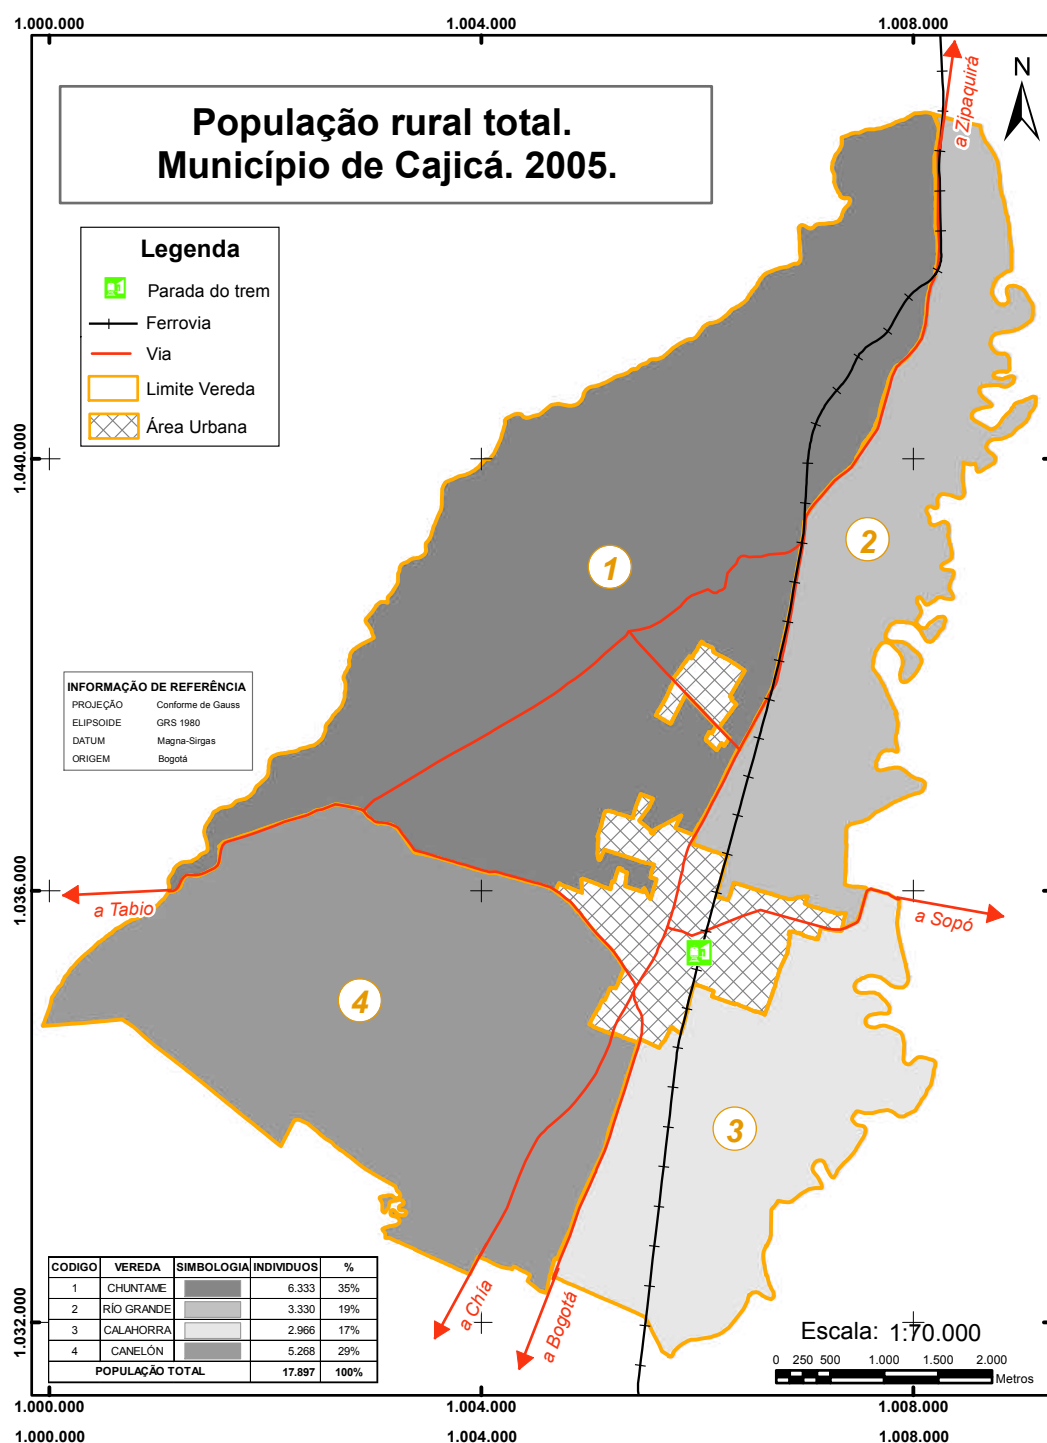 1.000.000 1.004.000 1.008.000
População rural total.
Município de Cajicá. 2005.
N
a Zipaquirá
Legenda
Parada do trem
Ferrovia
Via
Limite Vereda
Área Urbana
1.040.000
2
1
INFORMAÇÃO DE REFERÊNCIA
PROJEÇÃO Conforme de Gauss
ELIPSOIDE GRS 1980
DATUM Magna-Sirgas
ORIGEM Bogotá
1.036.000
a Tabio
a Sopó
4
3
CODIGO VEREDA SIMBOLOGIA INDIVIDUOS %
1 CHUNTAME 6.333 35%
2 RÍO GRANDE 3.330 19%
3 CALAHORRA 2.966 17%
4 CANELÓN 5.268 29%
POPULAÇÃO TOTAL 17.897 100%
a Chía
a Bogotá
1.032.000
Escala: 1:70.000
0 250 500 1.000 1.500 2.000
Metros
1.000.000 1.004.000 1.008.000
1.000.000 1.004.000 1.008.000